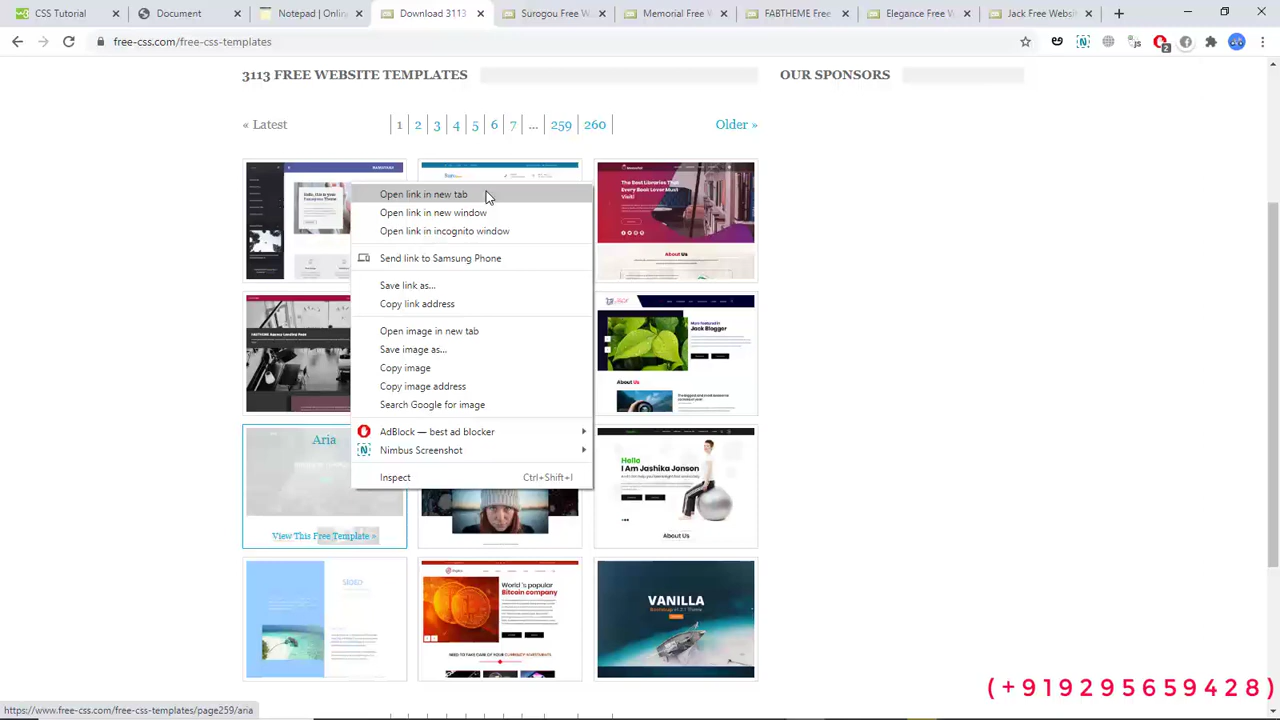 CSS Tutorial
Document
Notepad | Online
Download 3113
Sungou Free
Memorial Free W
FABTHEME
Elegance Free V
Jack Free Webs
free-css.com/free-css-templates
2
3113 FREE WEBSITE TEMPLATES
OUR SPONSORS
« Latest
1 2 3 4 5 6 7 ... 259 260
Older »
The Best Libraries That
Every Book Lover Must
Visit!
About Us
Open link in new tab
Open link in new window
Open link in incognito window
Send link to Samsung Phone
Save link as...
Copy link address
Open image in new tab
Save image as...
Copy image
Copy image address
Search Google for image
AdBlock — best ad blocker
Nimbus Screenshot
Inspect Ctrl+Shift+I
Jack Blogger
About Us
Aria
View This Free Template »
Hello
I Am Jashika Jonson
About Us
World 's popular
Bitcoin company
VANILLA
https://www.free-css.com/free-css-templates/page259/aria
(+919295659428)